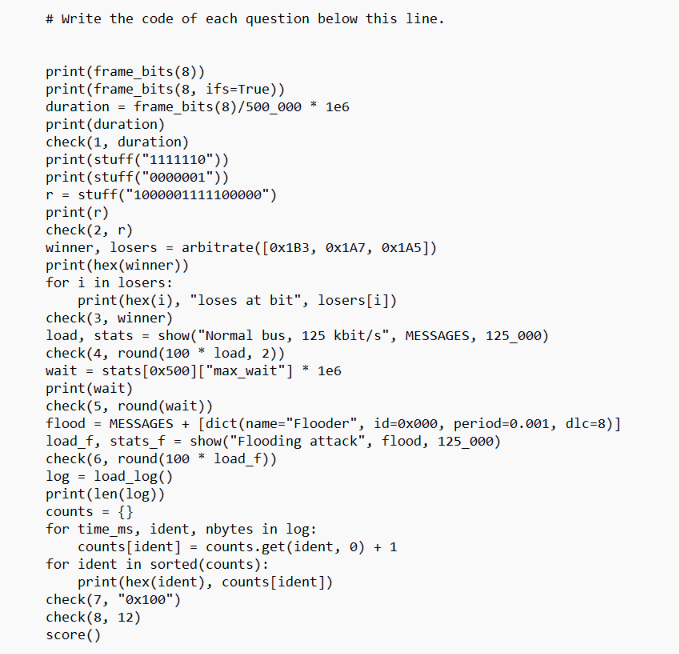 # Write the code of each question below this line.
print(frame_bits(8))
print(frame_bits(8, ifs=True))
duration = frame_bits(8)/500_000 * 1e6
print(duration)
check(1, duration)
print(stuff("1111110"))
print(stuff("0000001"))
r = stuff("1000001111100000")
print(r)
check(2, r)
winner, losers = arbitrate([0x1B3, 0x1A7, 0x1A5])
print(hex(winner))
for i in losers:
    print(hex(i), "loses at bit", losers[i])
check(3, winner)
load, stats = show("Normal bus, 125 kbit/s", MESSAGES, 125_000)
check(4, round(100 * load, 2))
wait = stats[0x500]["max_wait"] * 1e6
print(wait)
check(5, round(wait))
flood = MESSAGES + [dict(name="Flooder", id=0x000, period=0.001, dlc=8)]
load_f, stats_f = show("Flooding attack", flood, 125_000)
check(6, round(100 * load_f))
log = load_log()
print(len(log))
counts = {}
for time_ms, ident, nbytes in log:
    counts[ident] = counts.get(ident, 0) + 1
for ident in sorted(counts):
    print(hex(ident), counts[ident])
check(7, "0x100")
check(8, 12)
score()